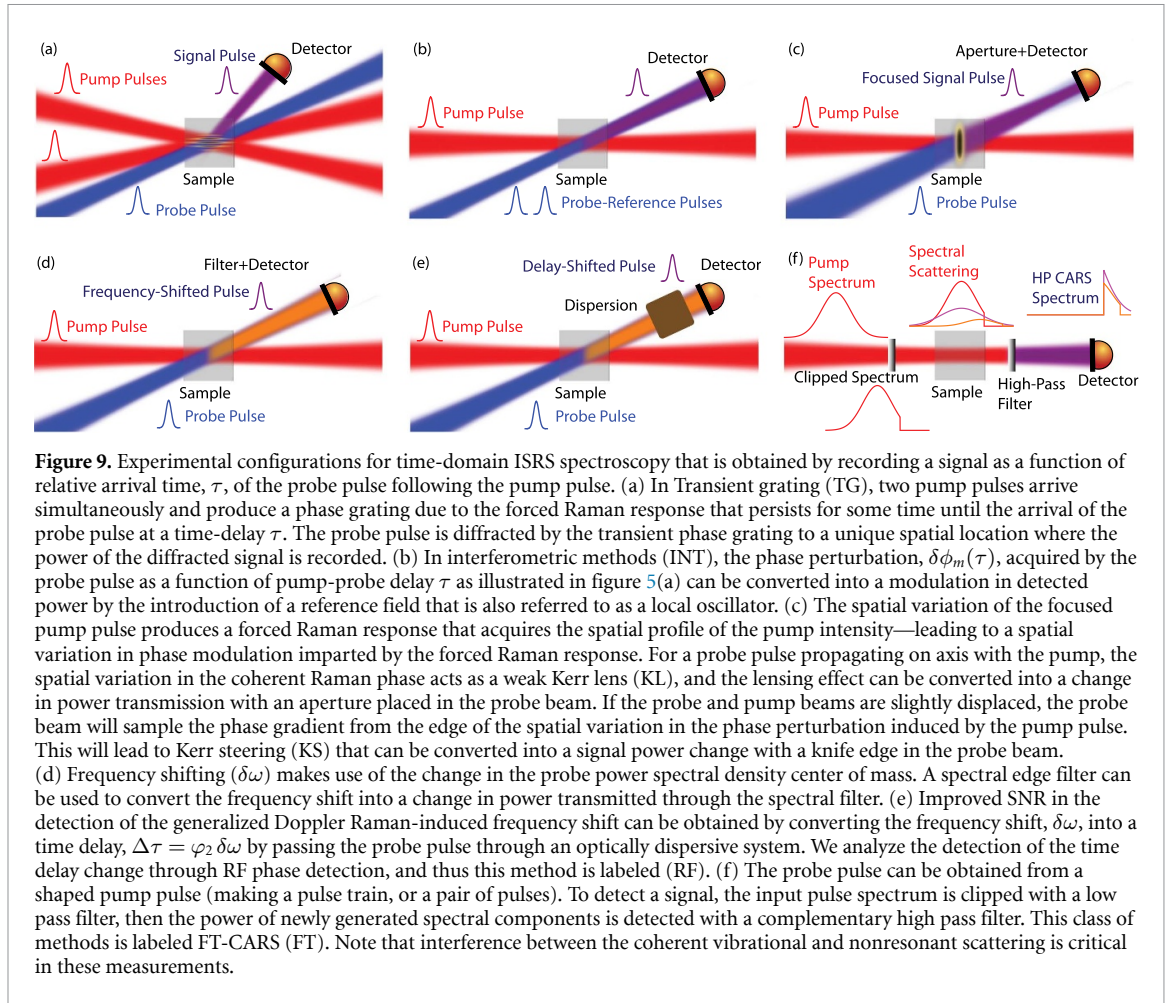 (a)
Signal Pulse
Detector
Pump Pulses
Sample
Probe Pulse
(b)
Detector
Pump Pulse
Sample
Probe-Reference Pulses
(c)
Aperture+Detector
Focused Signal Pulse
Pump Pulse
Sample
Probe Pulse
(d)
Filter+Detector
Frequency-Shifted Pulse
Pump Pulse
Sample
Probe Pulse
(e)
Delay-Shifted Pulse
Detector
Dispersion
Pump Pulse
Sample
Probe Pulse
(f)
Pump
Spectrum
Spectral
Scattering
HP CARS
Spectrum
Clipped Spectrum
Sample
High-Pass
Filter
Detector
Figure 9. Experimental configurations for time-domain ISRS spectroscopy that is obtained by recording a signal as a function of
relative arrival time, τ, of the probe pulse following the pump pulse. (a) In Transient grating (TG), two pump pulses arrive
simultaneously and produce a phase grating due to the forced Raman response that persists for some time until the arrival of the
probe pulse at a time-delay τ. The probe pulse is diffracted by the transient phase grating to a unique spatial location where the
power of the diffracted signal is recorded. (b) In interferometric methods (INT), the phase perturbation, δϕm(τ), acquired by the
probe pulse as a function of pump-probe delay τ as illustrated in figure 5(a) can be converted into a modulation in detected
power by the introduction of a reference field that is also referred to as a local oscillator. (c) The spatial variation of the focused
pump pulse produces a forced Raman response that acquires the spatial profile of the pump intensity—leading to a spatial
variation in phase modulation imparted by the forced Raman response. For a probe pulse propagating on axis with the pump, the
spatial variation in the coherent Raman phase acts as a weak Kerr lens (KL), and the lensing effect can be converted into a change
in power transmission with an aperture placed in the probe beam. If the probe and pump beams are slightly displaced, the probe
beam will sample the phase gradient from the edge of the spatial variation in the phase perturbation induced by the pump pulse.
This will lead to Kerr steering (KS) that can be converted into a signal power change with a knife edge in the probe beam.
(d) Frequency shifting (δω) makes use of the change in the probe power spectral density center of mass. A spectral edge filter can
be used to convert the frequency shift into a change in power transmitted through the spectral filter. (e) Improved SNR in the
detection of the generalized Doppler Raman-induced frequency shift can be obtained by converting the frequency shift, δω, into a
time delay, Δτ = φ2 δω by passing the probe pulse through an optically dispersive system. We analyze the detection of the time
delay change through RF phase detection, and thus this method is labeled (RF). (f) The probe pulse can be obtained from a
shaped pump pulse (making a pulse train, or a pair of pulses). To detect a signal, the input pulse spectrum is clipped with a low
pass filter, then the power of newly generated spectral components is detected with a complementary high pass filter. This class of
methods is labeled FT-CARS (FT). Note that interference between the coherent vibrational and nonresonant scattering is critical
in these measurements.